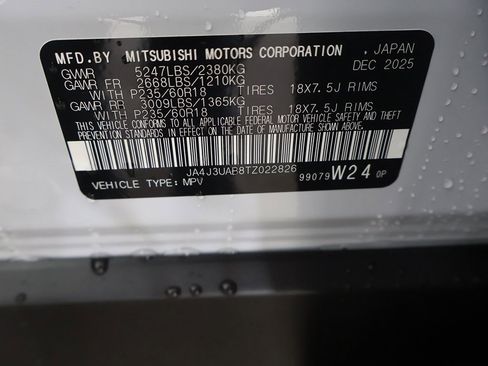 MFD.BY MITSUBISHI MOTORS CORPORATION , JAPAN
GVWR 5247LBS/2380KG DEC 2025
GAWR FR 2668LBS/1210KG
WITH P235/60R18 TIRES 18X7.5J RIMS
GAWR RR 3009LBS/1365KG
WITH P235/60R18 TIRES 18X7.5J RIMS
THIS VEHICLE CONFORMS TO ALL APPLICABLE FEDERAL MOTOR VEHICLE SAFETY AND THEFT PREVENTION
STANDARDS IN EFFECT ON THE DATE OF MANUFACTURE SHOWN ABOVE.
JA4J3UAR8TZ022826
VEHICLE TYPE:MPV 99079 W24 0P